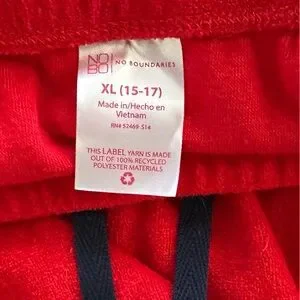 NO
BO
NO BOUNDARIES
XL (15-17)
Made in/Hecho en
Vietnam
RN# 52469 S14
THIS LABEL YARN IS MADE
OUT OF 100% RECYCLED
POLYESTER MATERIALS